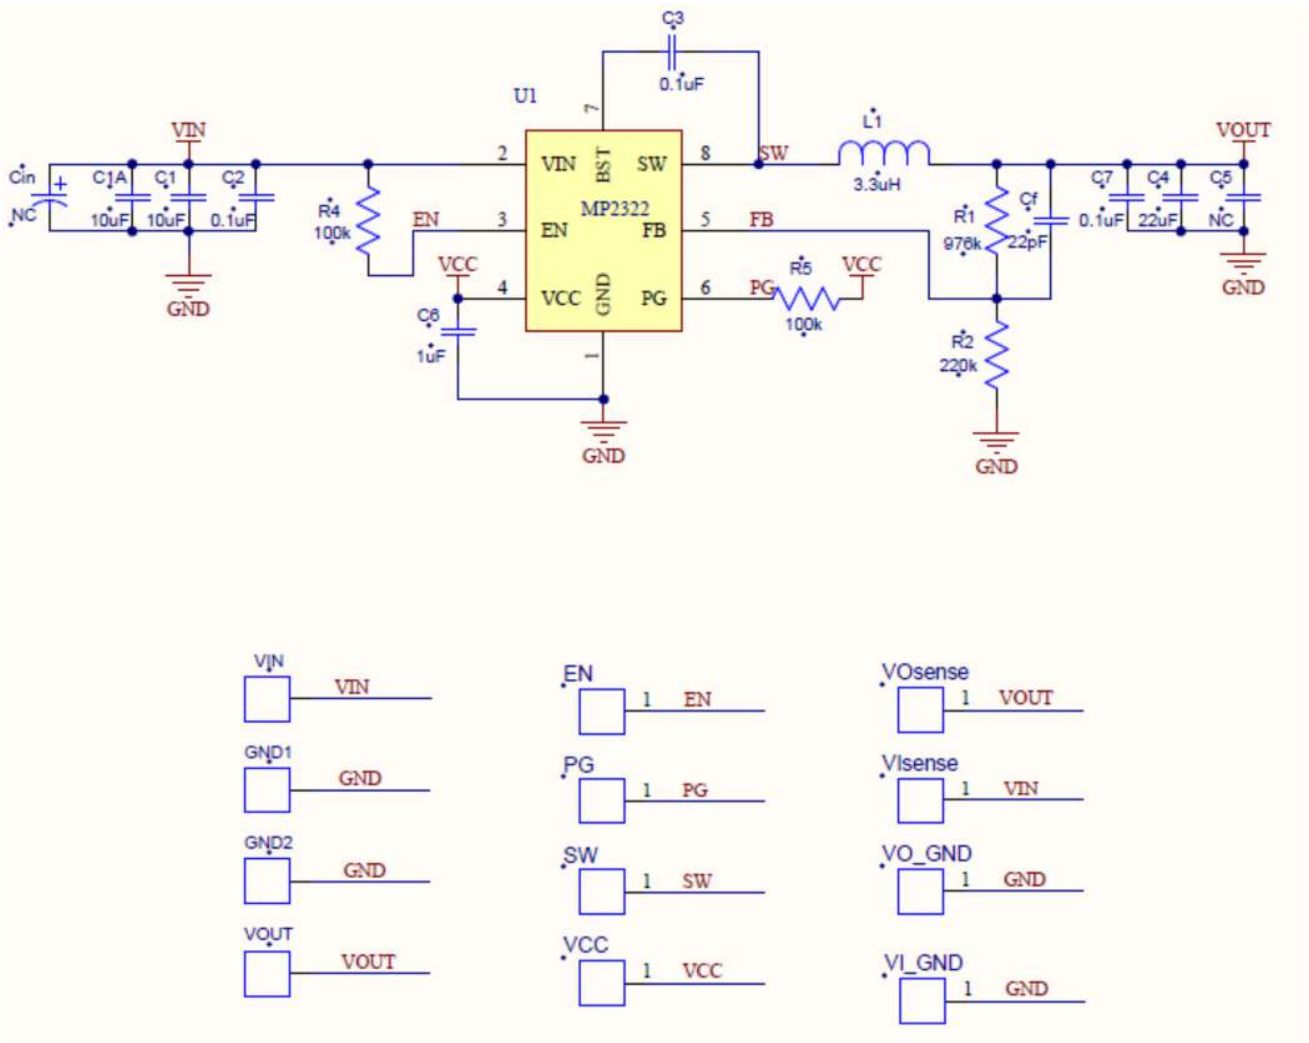 C3
0.1uF
U1
7
VIN
2
VIN
BST
SW
8
SW
L1
3.3uH
VOUT
Cin
NC
C1A
10uF
C1
10uF
C2
0.1uF
R4
100k
EN
3
EN
MP2322
FB
5
FB
R1
976k
Cf
22pF
C7
0.1uF
C4
22uF
C5
NC
GND
VCC
4
VCC
GND
PG
6
PG
R5
100k
VCC
GND
C6
1uF
1
R2
220k
GND
GND
VIN
VIN
GND1
GND
GND2
GND
VOUT
VOUT
EN
1 EN
PG
1 PG
SW
1 SW
VCC
1 VCC
VOsense
1 VOUT
VIsense
1 VIN
VO_GND
1 GND
VI_GND
1 GND